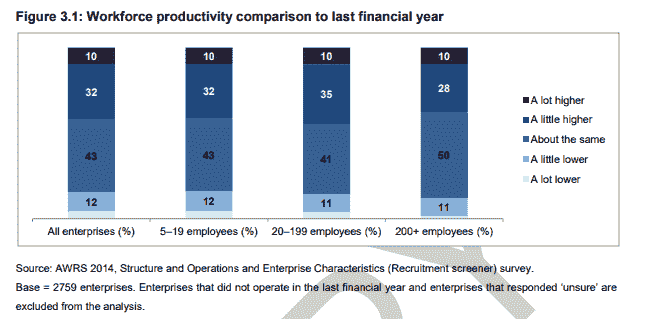 Figure 3.1: Workforce productivity comparison to last financial year
10 10 10 10
32 32 35 28
43 43 41 50
12 12 11 11
A lot higher
A little higher
About the same
A little lower
A lot lower
All enterprises (%) 5–19 employees (%) 20–199 employees (%) 200+ employees (%)
Source: AWRS 2014, Structure and Operations and Enterprise Characteristics (Recruitment screener) survey.
Base = 2759 enterprises. Enterprises that did not operate in the last financial year and enterprises that responded ‘unsure’ are
excluded from the analysis.